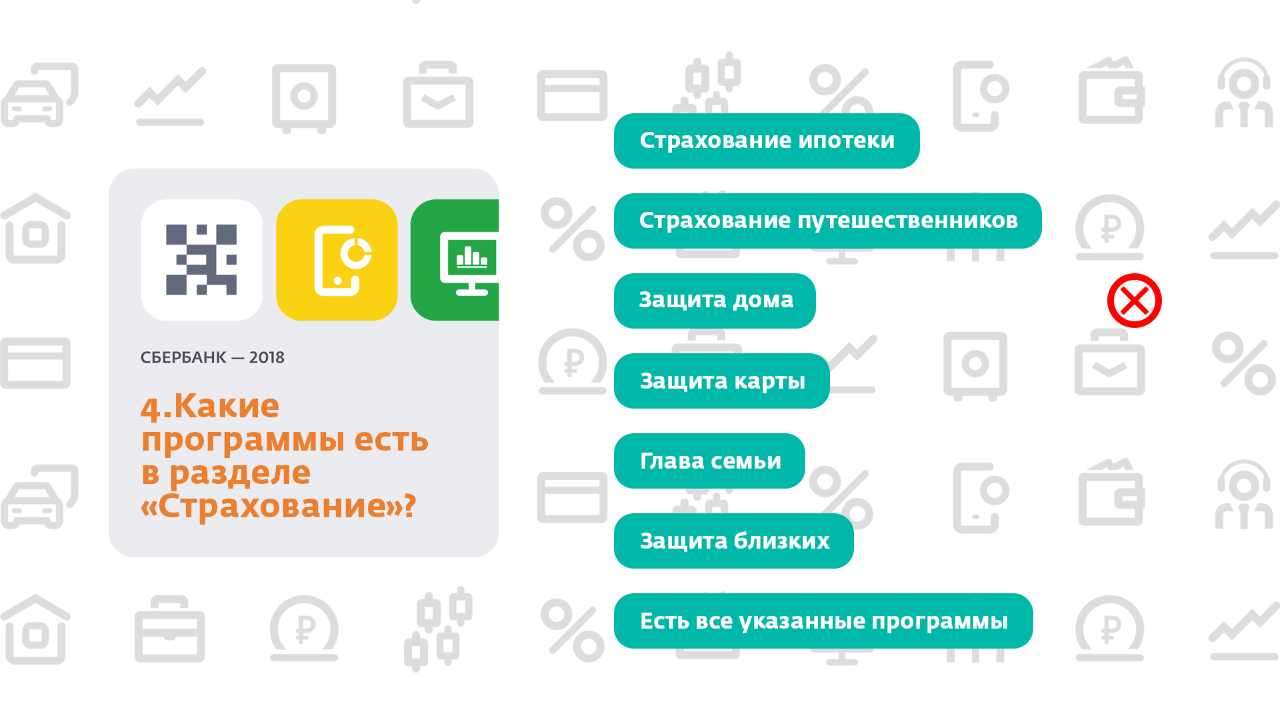 СБЕРБАНК — 2018
4.Какие
программы есть
в разделе
«Страхование»?
Страхование ипотеки
Страхование путешественников
Защита дома
Защита карты
Глава семьи
Защита близких
Есть все указанные программы